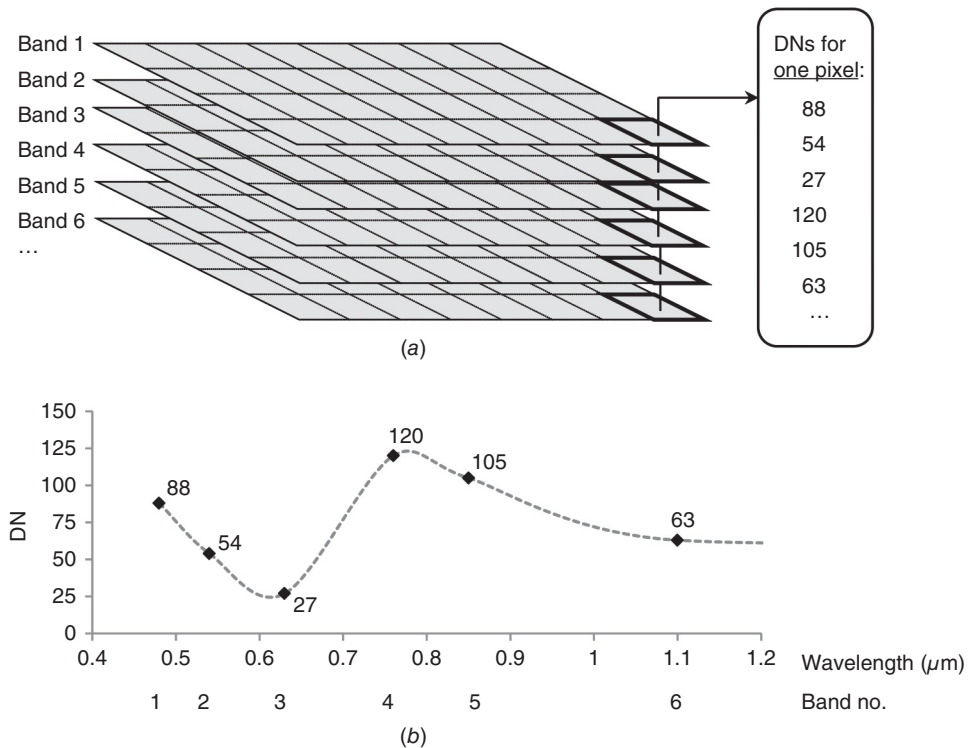 Band 1
Band 2
Band 3
Band 4
Band 5
Band 6
…
DNs for
one pixel:
88
54
27
120
105
63
…
(a)
150
125
100
75
50
25
0
DN
88
54
27
120
105
63
0.4 0.5 0.6 0.7 0.8 0.9 1 1.1 1.2 Wavelength (µm)
1 2 3 4 5 6 Band no.
(b)